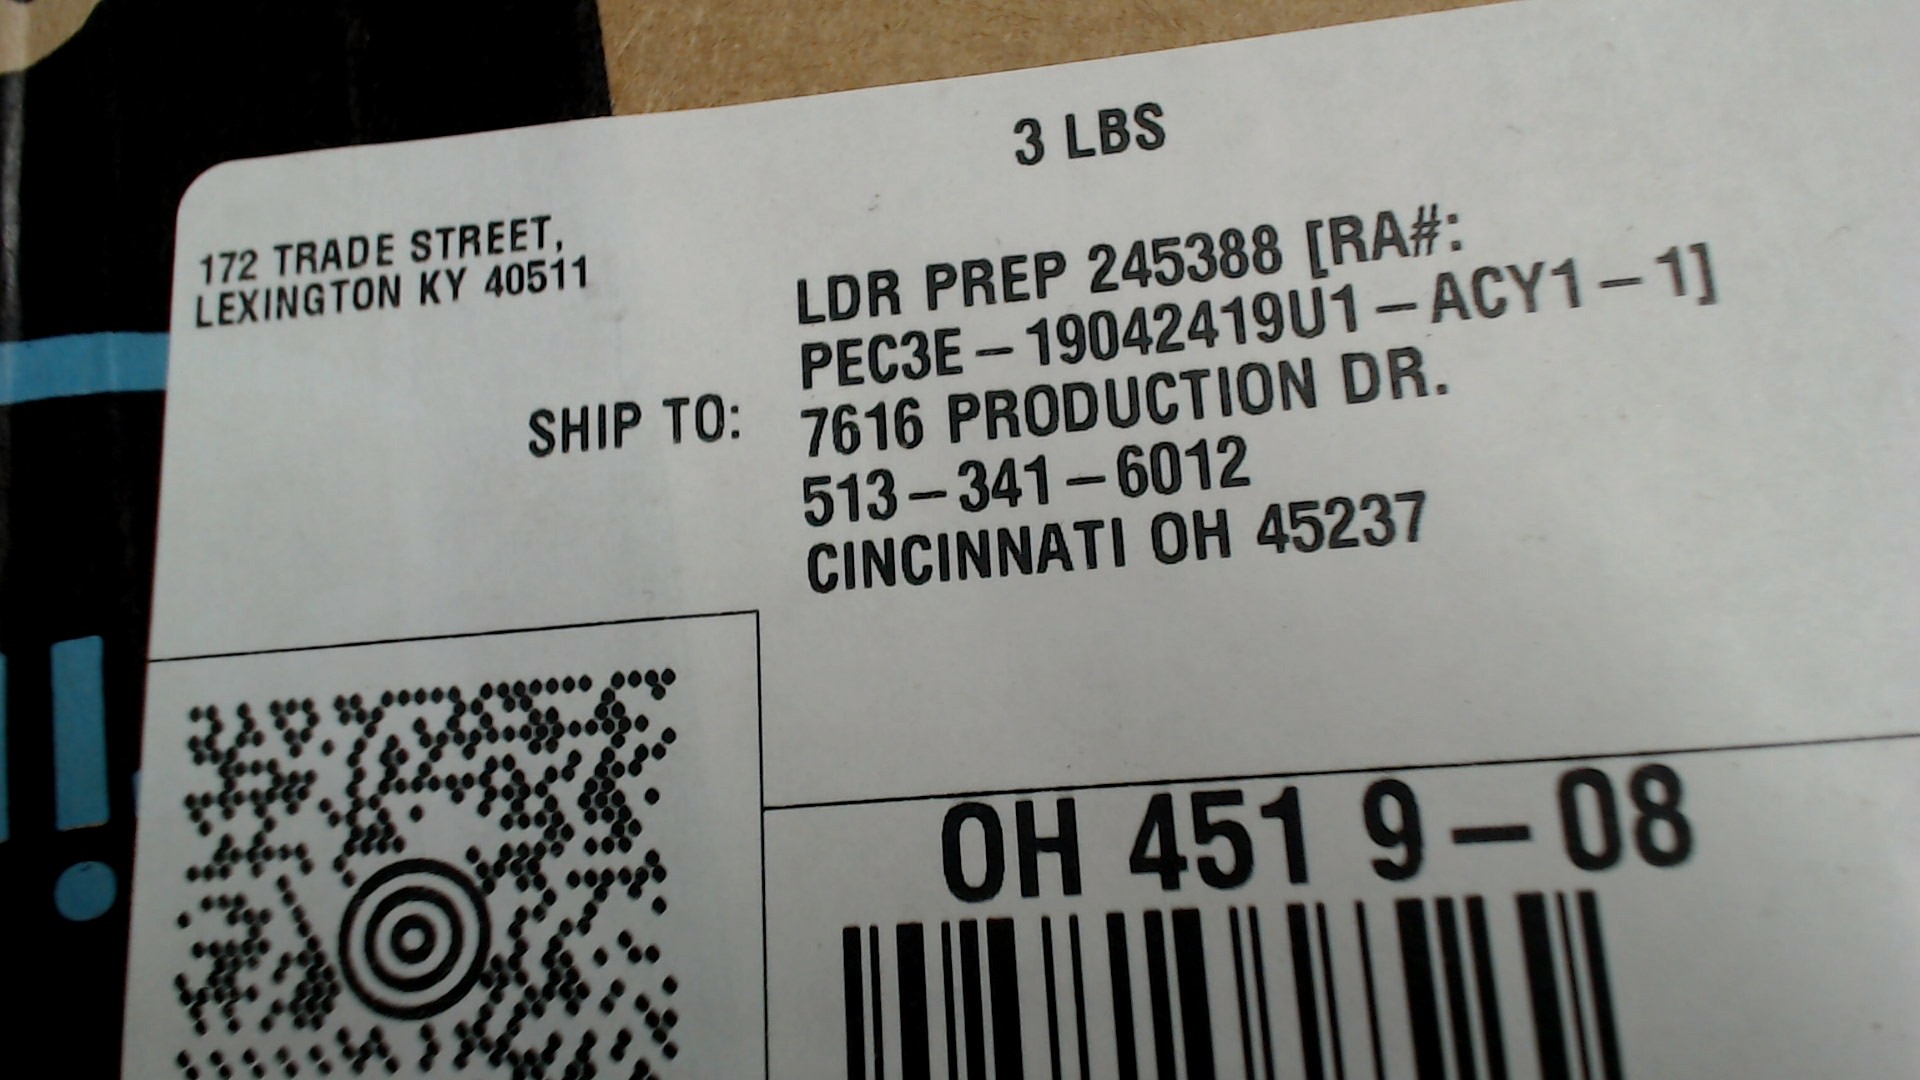 3 LBS
172 TRADE STREET,
LEXINGTON KY 40511
SHIP TO:
LDR PREP 245388 [RA#:
PEC3E-19042419U1-ACY1-1]
7616 PRODUCTION DR.
513-341-6012
CINCINNATI OH 45237
OH 451 9-08